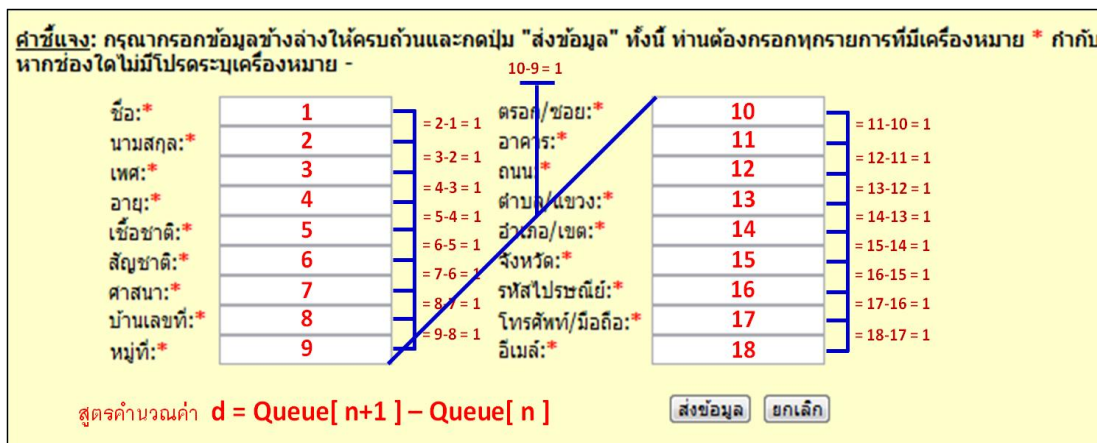 คำชี้แจง: กรุณากรอกข้อมูลข้างล่างให้ครบถ้วนและกดปุ่ม "ส่งข้อมูล" ทั้งนี้ ท่านต้องกรอกทุกรายการที่มีเครื่องหมาย * กำกับ
หากช่องใดไม่มีโปรดระบุเครื่องหมาย -
10-9 = 1
ชื่อ:* 1
นามสกุล:* 2
เพศ:* 3
อายุ:* 4
เชื้อชาติ:* 5
สัญชาติ:* 6
ศาสนา:* 7
บ้านเลขที่:* 8
หมู่ที่:* 9
= 2-1 = 1
= 3-2 = 1
= 4-3 = 1
= 5-4 = 1
= 6-5 = 1
= 7-6 = 1
= 8-7 = 1
= 9-8 = 1
ตรอก/ซอย:* 10
อาคาร:* 11
ถนน:* 12
ตำบล/แขวง:* 13
อำเภอ/เขต:* 14
จังหวัด:* 15
รหัสไปรษณีย์:* 16
โทรศัพท์/มือถือ:* 17
อีเมล์:* 18
= 11-10 = 1
= 12-11 = 1
= 13-12 = 1
= 14-13 = 1
= 15-14 = 1
= 16-15 = 1
= 17-16 = 1
= 18-17 = 1
สูตรคำนวณค่า d = Queue[ n+1 ] – Queue[ n ]
ส่งข้อมูล ยกเลิก